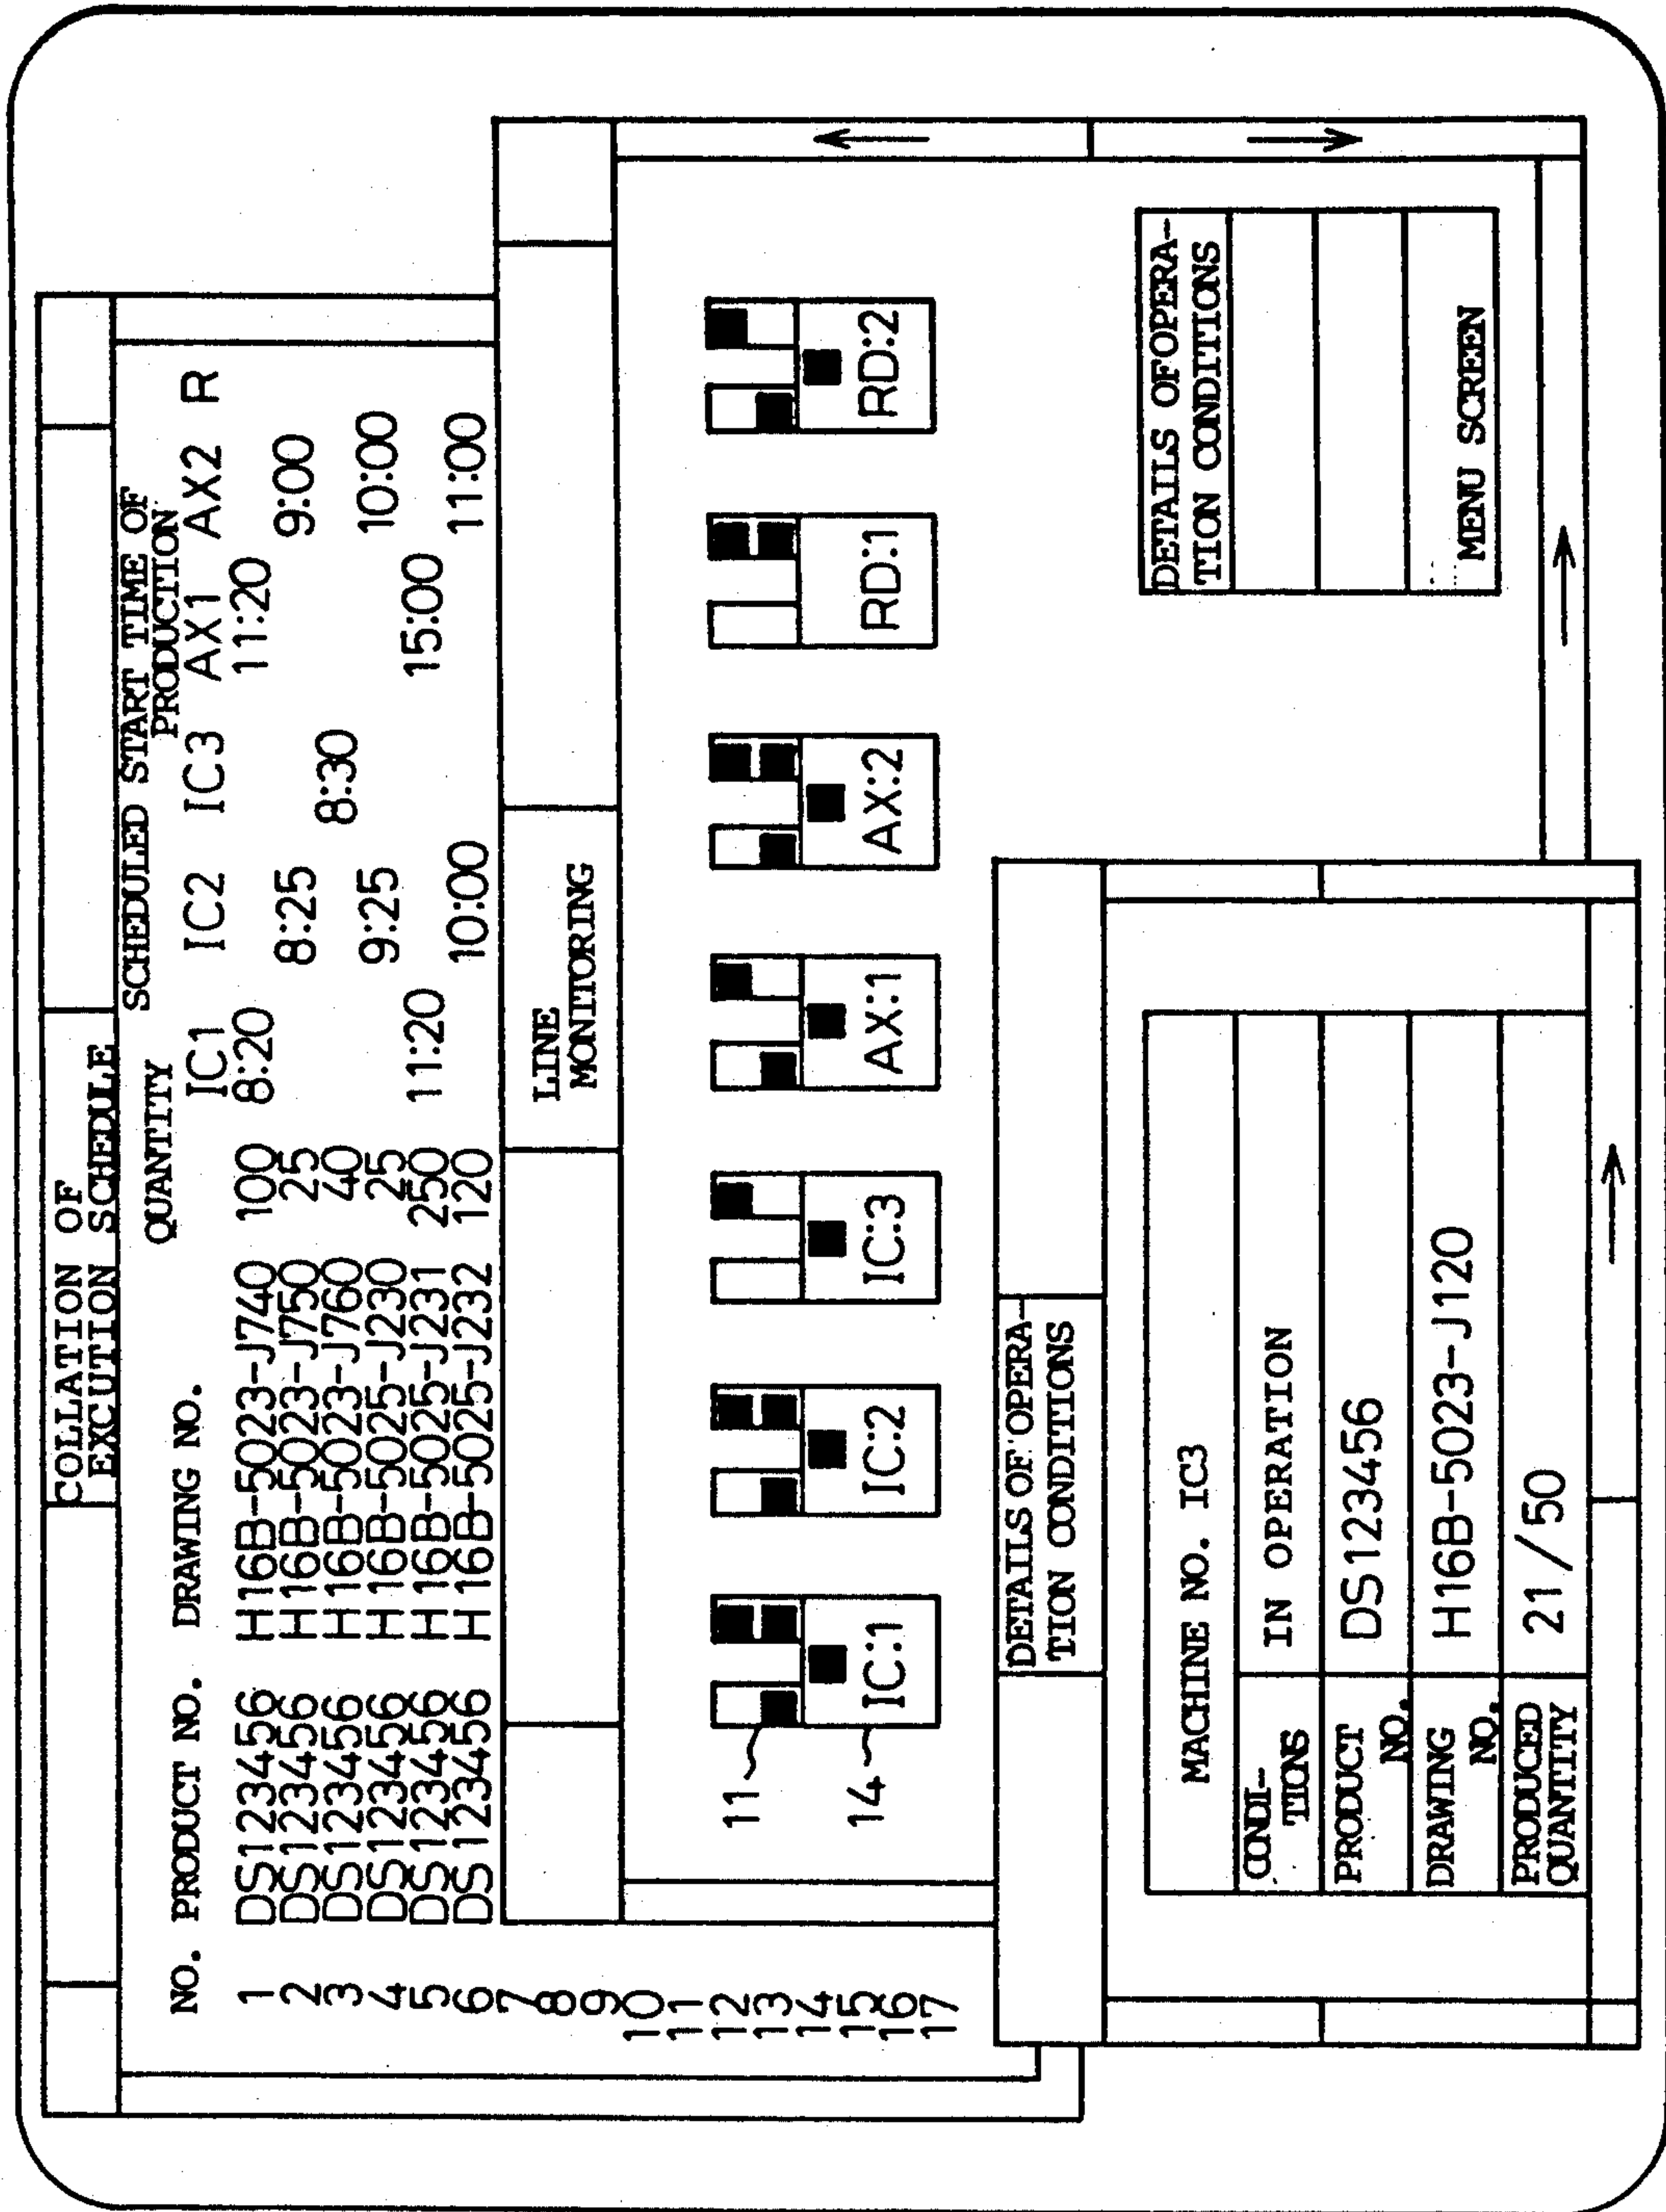 COLLATION OF
EXCUTION SCHEDULE
SCHEDULED START TIME OF
PRODUCTION
NO. PRODUCT NO. DRAWING NO. QUANTITY
IC1 IC2 IC3 AX1 AX2 R
1 DS123456 H16B-5023-J740 100 8:20 11:20
2 DS123456 H16B-5023-J750 25 8:25 9:00
3 DS123456 H16B-5023-J760 40 8:30
4 DS123456 H16B-5025-J230 25 9:25 10:00
5 DS123456 H16B-5025-J231 250 11:20 15:00
6 DS123456 H16B-5025-J232 120 10:00 11:00
7
8
9
10
11
12
13
14
15
16
17
LINE
MONITORING
11
14
IC:1 IC:2 IC:3 AX:1 AX:2 RD:1 RD:2
DETAILS OF OPERA-
TION CONDITIONS
MACHINE NO. IC3
CONDI-
TIONS
IN OPERATION
PRODUCT
NO.
DS123456
DRAWING
NO.
H16B-5023-J120
PRODUCED
QUANTITY
21/50
DETAILS OFOPERA-
TION CONDITIONS
MENU SCREEN